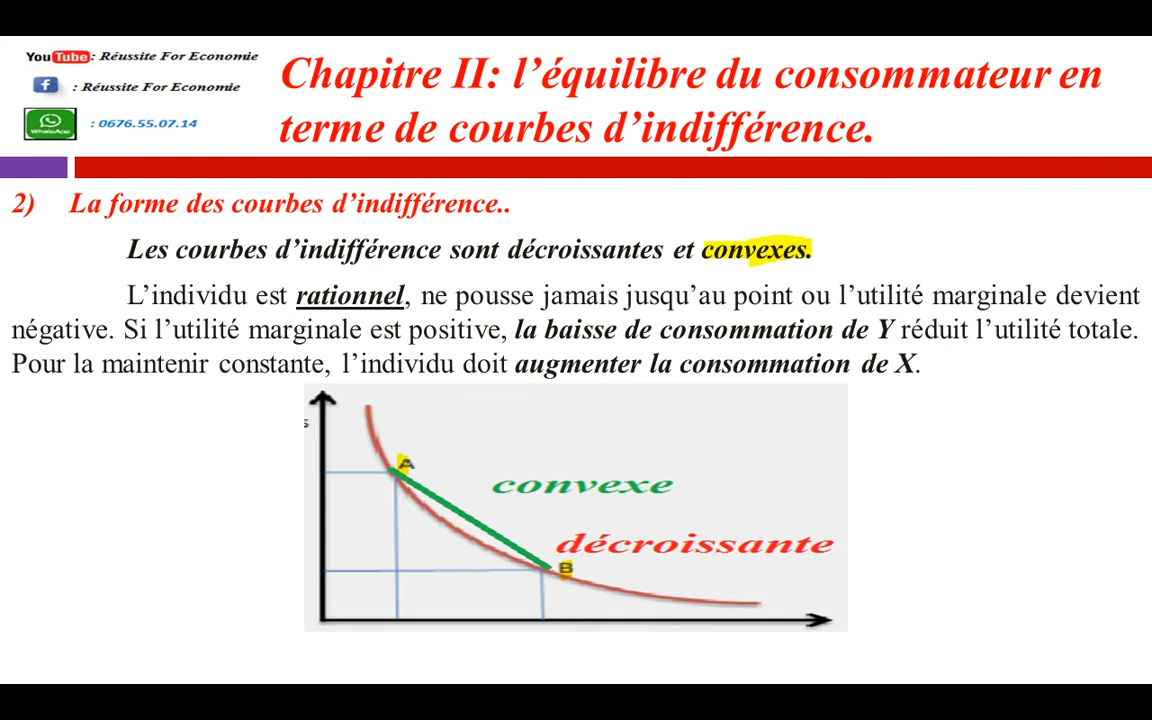 YouTube : Réussite For Economie
: Réussite For Economie
WhatsApp : 0676.55.07.14
Chapitre II: l’équilibre du consommateur en
terme de courbes d’indifférence.
2) La forme des courbes d’indifférence..
Les courbes d’indifférence sont décroissantes et convexes.
L’individu est rationnel, ne pousse jamais jusqu’au point ou l’utilité marginale devient
négative. Si l’utilité marginale est positive, la baisse de consommation de Y réduit l’utilité totale.
Pour la maintenir constante, l’individu doit augmenter la consommation de X.
A
convexe
décroissante
B